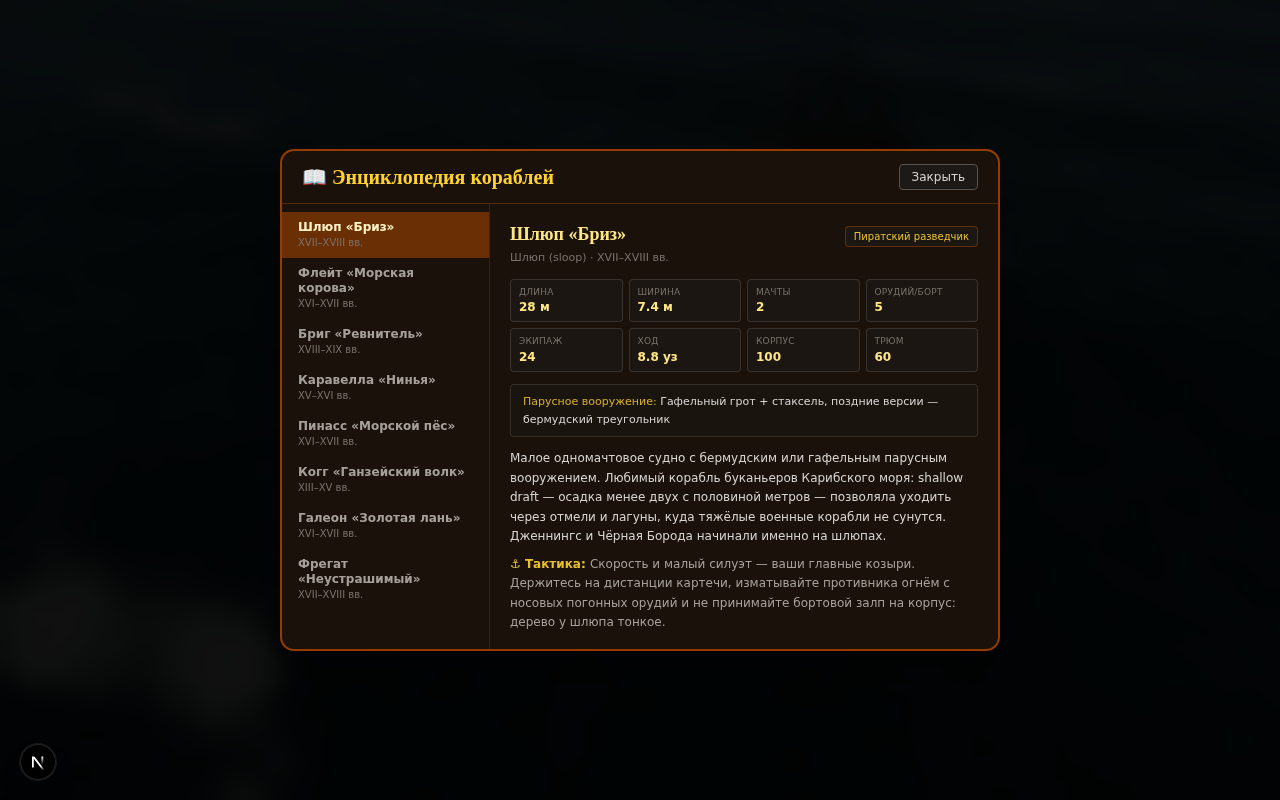 📖 Энциклопедия кораблей
Закрыть
Шлюп «Бриз»
XVII–XVIII вв.
Флейт «Морская
корова»
XVI–XVII вв.
Бриг «Ревнитель»
XVIII–XIX вв.
Каравелла «Нинья»
XV–XVI вв.
Пинасс «Морской пёс»
XVI–XVII вв.
Когг «Ганзейский волк»
XIII–XV вв.
Галеон «Золотая лань»
XVI–XVII вв.
Фрегат
«Неустрашимый»
XVII–XVIII вв.
Шлюп «Бриз»
Пиратский разведчик
Шлюп (sloop) · XVII–XVIII вв.
ДЛИНА
28 м
ШИРИНА
7.4 м
МАЧТЫ
2
ОРУДИЙ/БОРТ
5
ЭКИПАЖ
24
ХОД
8.8 уз
КОРПУС
100
ТРЮМ
60
Парусное вооружение: Гафельный грот + стаксель, поздние версии —
бермудский треугольник
Малое одномачтовое судно с бермудским или гафельным парусным
вооружением. Любимый корабль буканьеров Карибского моря: shallow
draft — осадка менее двух с половиной метров — позволяла уходить
через отмели и лагуны, куда тяжёлые военные корабли не сунутся.
Дженнингс и Чёрная Борода начинали именно на шлюпах.
⚓ Тактика: Скорость и малый силуэт — ваши главные козыри.
Держитесь на дистанции картечи, изматывайте противника огнём с
носовых погонных орудий и не принимайте бортовой залп на корпус:
дерево у шлюпа тонкое.
N